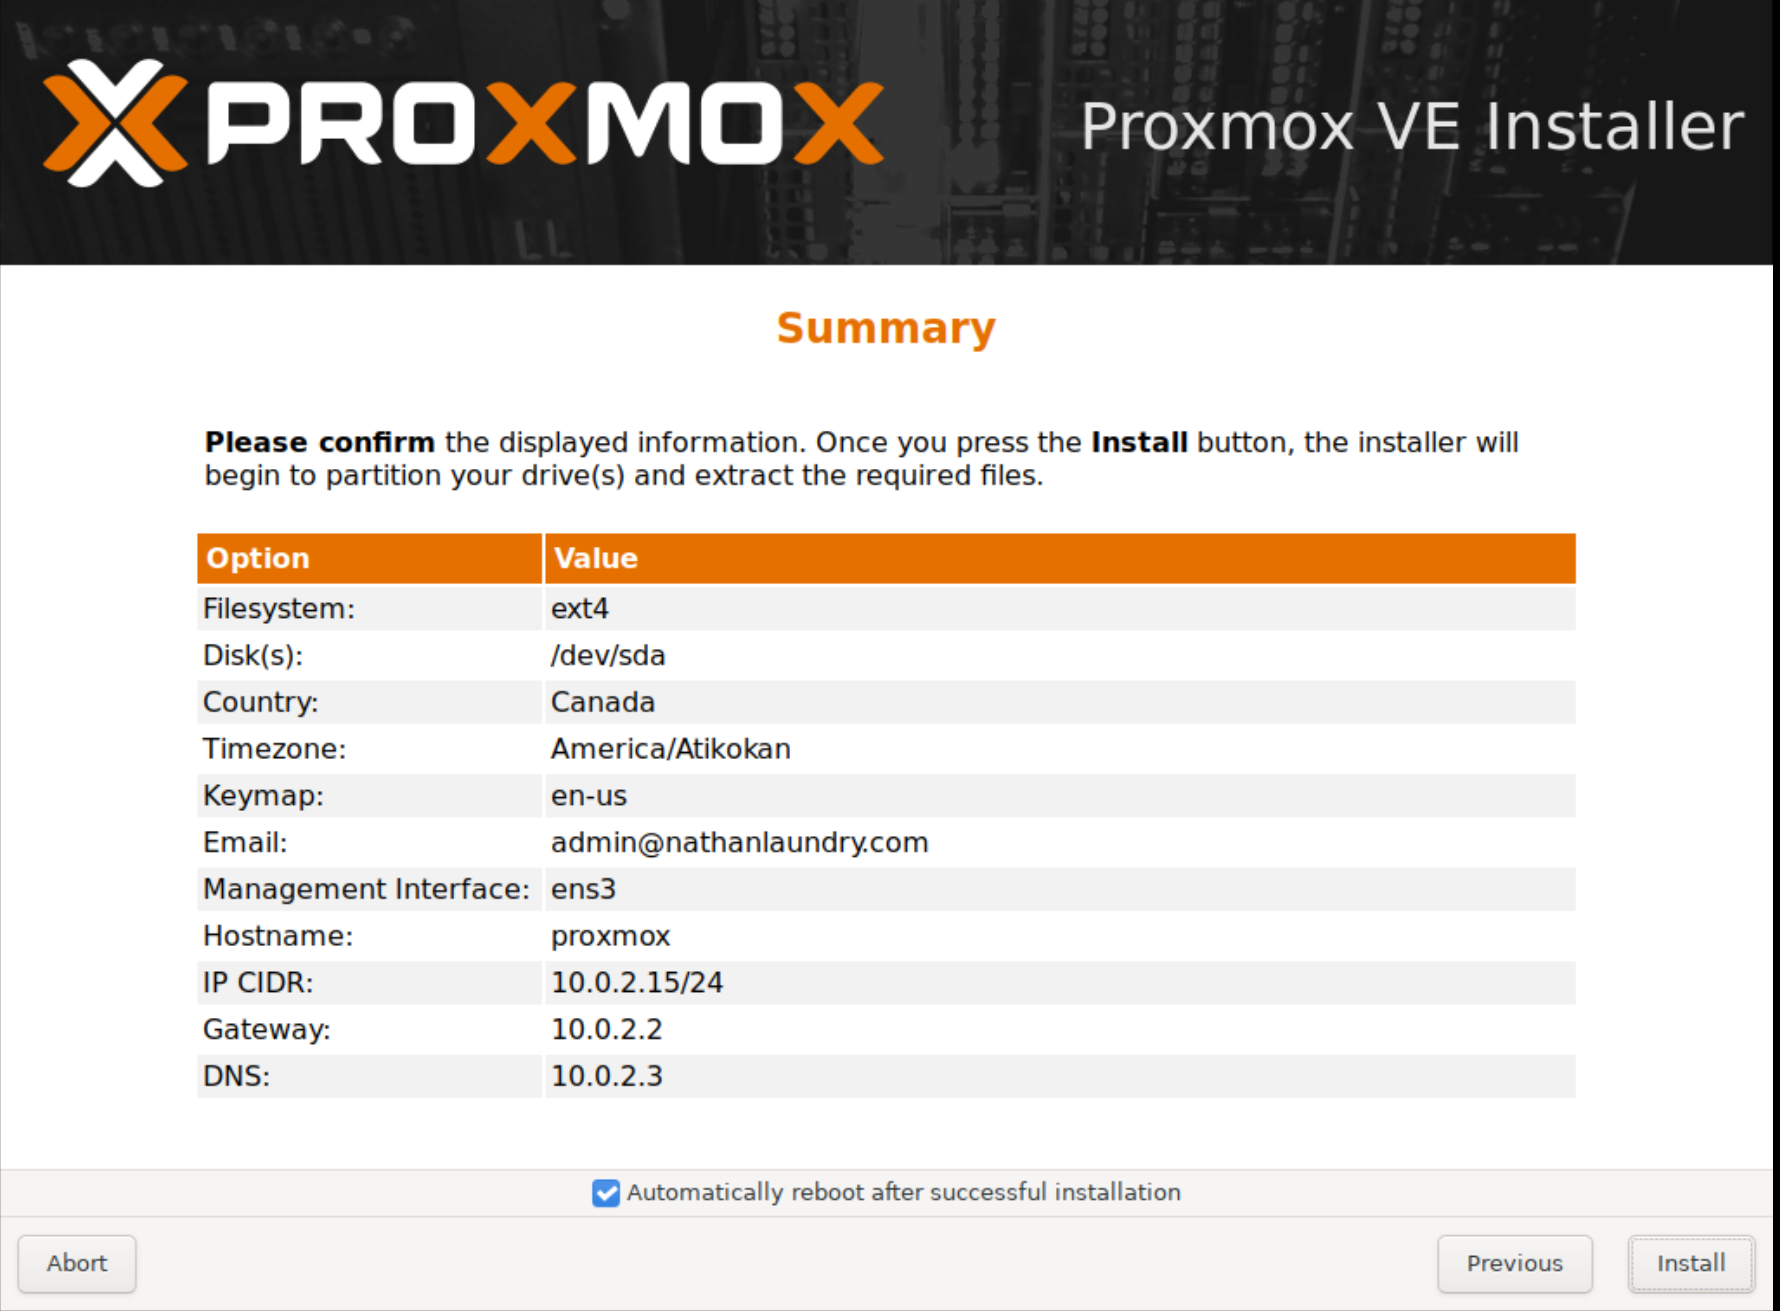 PROXMOX
Proxmox VE Installer
Summary
Please confirm the displayed information. Once you press the Install button, the installer will
begin to partition your drive(s) and extract the required files.
Option Value
Filesystem: ext4
Disk(s): /dev/sda
Country: Canada
Timezone: America/Atikokan
Keymap: en-us
Email: admin@nathanlaundry.com
Management Interface: ens3
Hostname: proxmox
IP CIDR: 10.0.2.15/24
Gateway: 10.0.2.2
DNS: 10.0.2.3
Automatically reboot after successful installation
Abort Previous Install